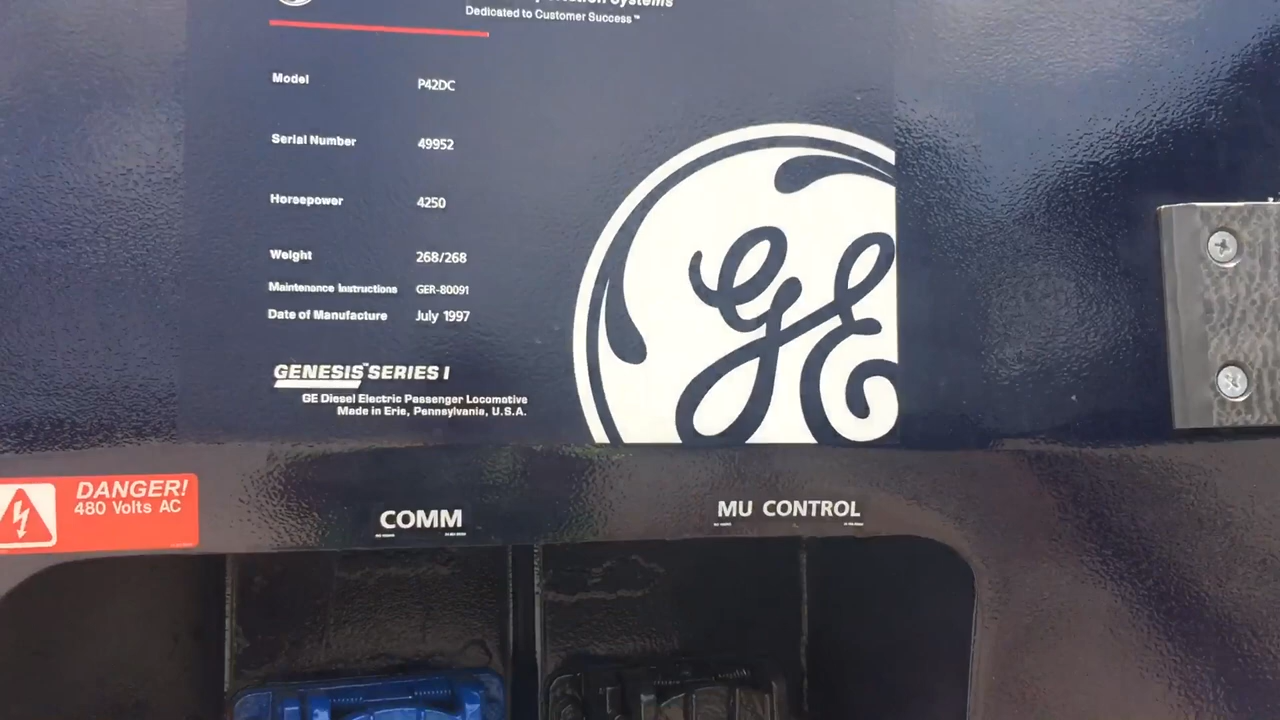 Systems
Dedicated to Customer Success™
Model P42DC
Serial Number 49952
Horsepower 4250
Weight 268/268
Maintenance Instructions GER-80091
Date of Manufacture July 1997
GENESIS™ SERIES I
GE Diesel Electric Passenger Locomotive
Made in Erie, Pennsylvania, U.S.A.
GE
DANGER!
480 Volts AC
COMM
MU CONTROL